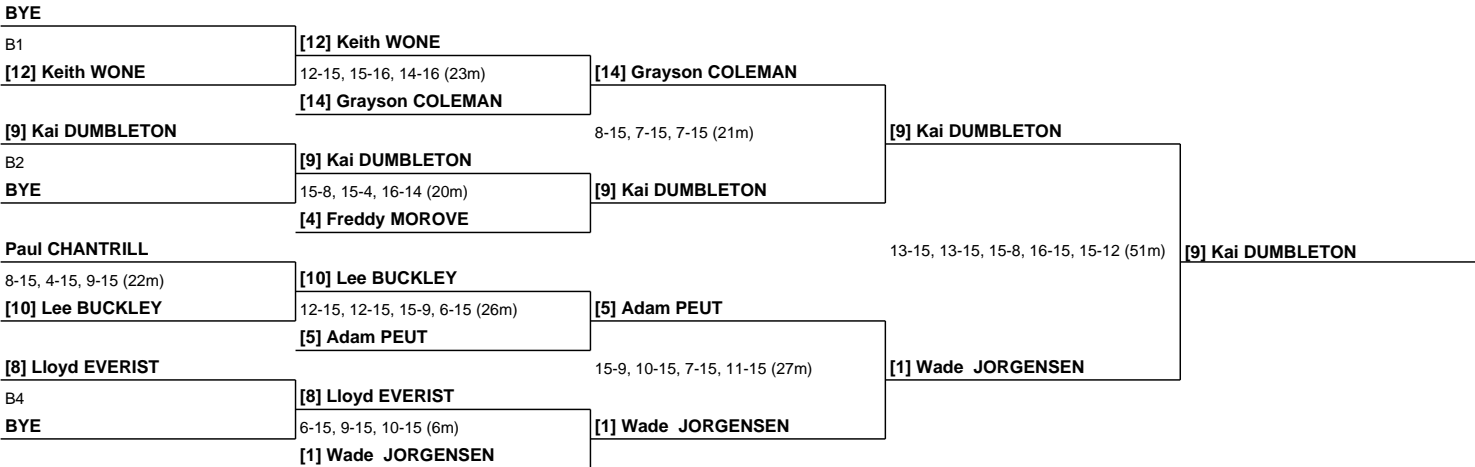 BYE
B1
[12] Keith WONE
[12] Keith WONE
12-15, 15-16, 14-16 (23m)
[14] Grayson COLEMAN
[14] Grayson COLEMAN
[9] Kai DUMBLETON
B2
BYE
[9] Kai DUMBLETON
15-8, 15-4, 16-14 (20m)
[4] Freddy MOROVE
8-15, 7-15, 7-15 (21m)
[9] Kai DUMBLETON
[9] Kai DUMBLETON
Paul CHANTRILL
8-15, 4-15, 9-15 (22m)
[10] Lee BUCKLEY
[10] Lee BUCKLEY
12-15, 12-15, 15-9, 6-15 (26m)
[5] Adam PEUT
[5] Adam PEUT
13-15, 13-15, 15-8, 16-15, 15-12 (51m)
[9] Kai DUMBLETON
[8] Lloyd EVERIST
B4
BYE
[8] Lloyd EVERIST
6-15, 9-15, 10-15 (6m)
[1] Wade  JORGENSEN
15-9, 10-15, 7-15, 11-15 (27m)
[1] Wade  JORGENSEN
[1] Wade  JORGENSEN